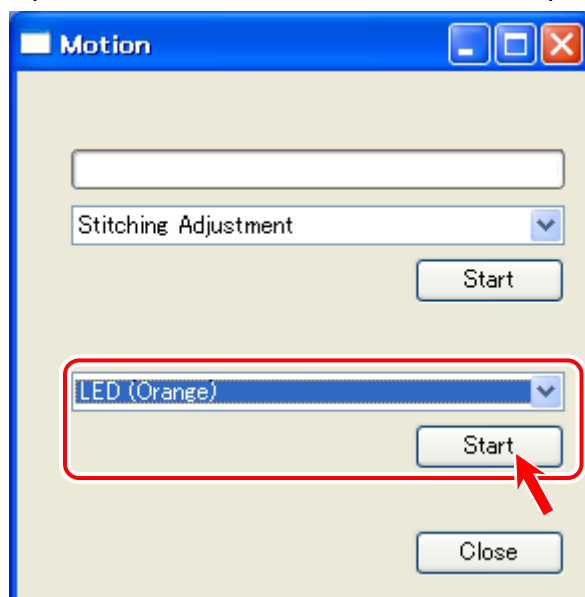 Motion
Stitching Adjustment
Start
LED (Orange)
Start
Close